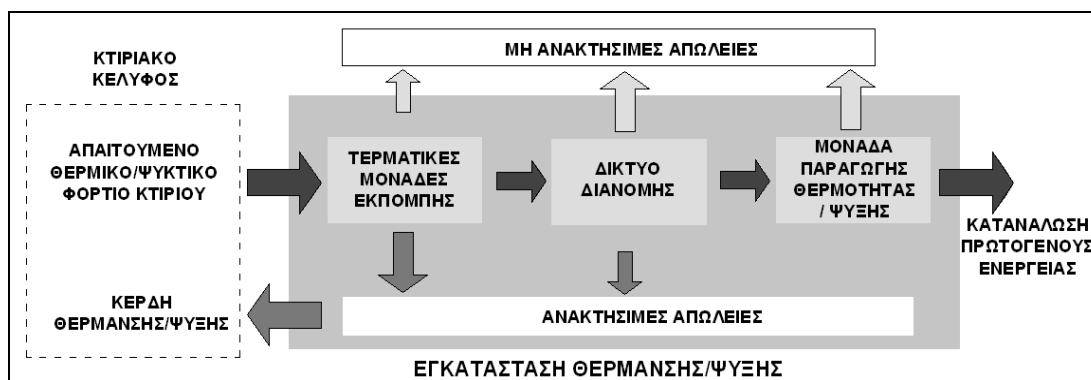 ΚΤΙΡΙΑΚΟ
ΚΕΛΥΦΟΣ
ΜΗ ΑΝΑΚΤΗΣΙΜΕΣ ΑΠΩΛΕΙΕΣ
ΑΠΑΙΤΟΥΜΕΝΟ
ΘΕΡΜΙΚΟ/ΨΥΚΤΙΚΟ
ΦΟΡΤΙΟ ΚΤΙΡΙΟΥ
ΤΕΡΜΑΤΙΚΕΣ
ΜΟΝΑΔΕΣ
ΕΚΠΟΜΠΗΣ
ΔΙΚΤΥΟ
ΔΙΑΝΟΜΗΣ
ΜΟΝΑΔΑ
ΠΑΡΑΓΩΓΗΣ
ΘΕΡΜΟΤΗΤΑΣ
/ ΨΥΞΗΣ
ΚΑΤΑΝΑΛΩΣΗ
ΠΡΩΤΟΓΕΝΟΥΣ
ΕΝΕΡΓΕΙΑΣ
ΚΕΡΔΗ
ΘΕΡΜΑΝΣΗΣ/ΨΥΞΗΣ
ΑΝΑΚΤΗΣΙΜΕΣ ΑΠΩΛΕΙΕΣ
ΕΓΚΑΤΑΣΤΑΣΗ ΘΕΡΜΑΝΣΗΣ/ΨΥΞΗΣ